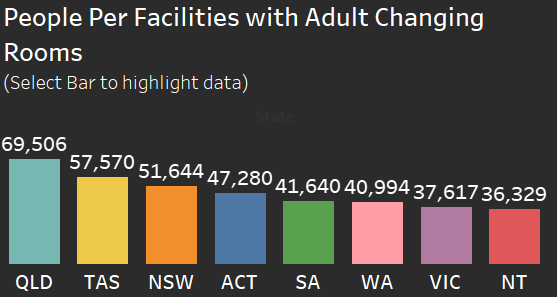 People Per Facilities with Adult Changing
Rooms
(Select Bar to highlight data)
State
69,506
57,570
51,644
47,280
41,640
40,994
37,617
36,329
QLD
TAS
NSW
ACT
SA
WA
VIC
NT